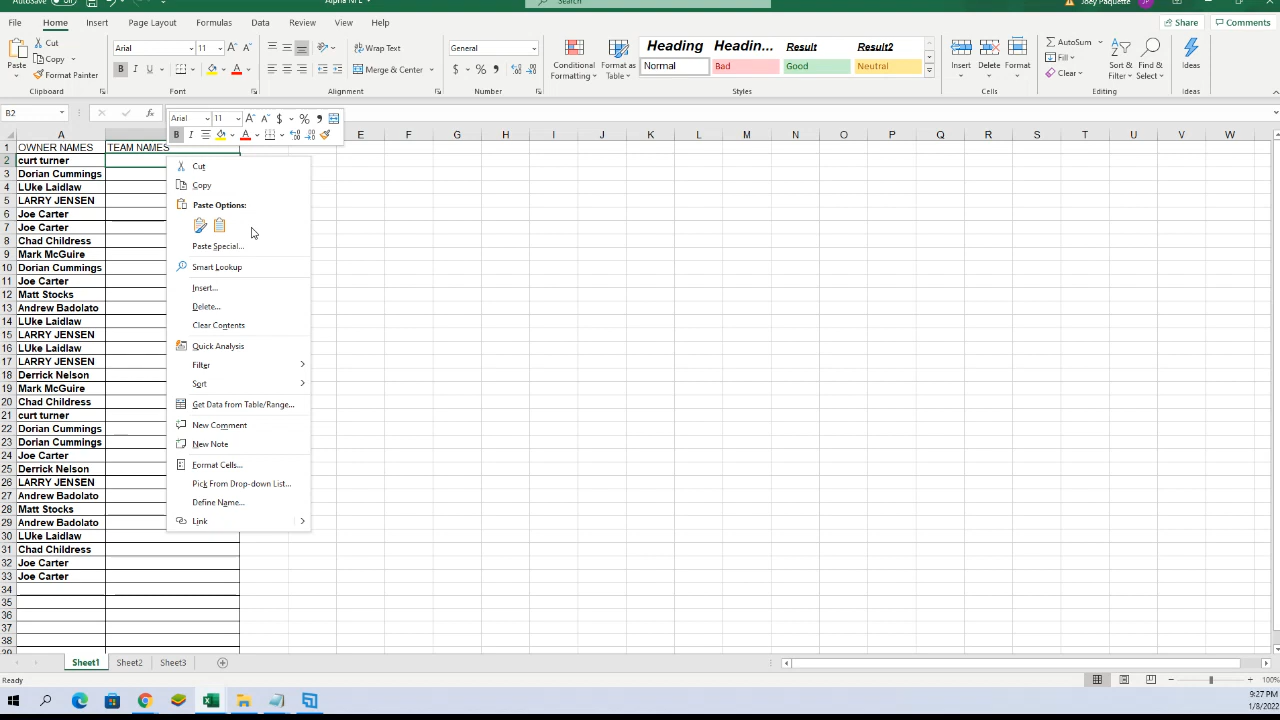 AutoSave Off Alpha NFL Search Joey Paquette JP
File Home Insert Page Layout Formulas Data Review View Help Share Comments
Cut Arial 11 Wrap Text General Heading Headin... Result Result2 AutoSum
Copy Normal Bad Good Neutral Fill
Paste Format Painter B I U Merge & Center $ % Conditional Formatting Format as Table Insert Delete Format Clear Sort & Filter Find & Select Ideas
Clipboard Font Alignment Number Styles Cells Editing Ideas
B2 fx
Arial 11 $ %
B I A
A E F G H I J K L M N O P Q R S T U V W
1 OWNER NAMES TEAM NAMES
2 curt turner
3 Dorian Cummings
4 LUke Laidlaw
5 LARRY JENSEN
6 Joe Carter
7 Joe Carter
8 Chad Childress
9 Mark McGuire
10 Dorian Cummings
11 Joe Carter
12 Matt Stocks
13 Andrew Badolato
14 LUke Laidlaw
15 LARRY JENSEN
16 LUke Laidlaw
17 LARRY JENSEN
18 Derrick Nelson
19 Mark McGuire
20 Chad Childress
21 curt turner
22 Dorian Cummings
23 Dorian Cummings
24 Joe Carter
25 Derrick Nelson
26 LARRY JENSEN
27 Andrew Badolato
28 Matt Stocks
29 Andrew Badolato
30 LUke Laidlaw
31 Chad Childress
32 Joe Carter
33 Joe Carter
34
35
36
37
38
39
Cut
Copy
Paste Options:
Paste Special...
Smart Lookup
Insert...
Delete...
Clear Contents
Quick Analysis
Filter
Sort
Get Data from Table/Range...
New Comment
New Note
Format Cells...
Pick From Drop-down List...
Define Name...
Link
Sheet1 Sheet2 Sheet3
Ready 100%
9:27 PM
1/8/2022